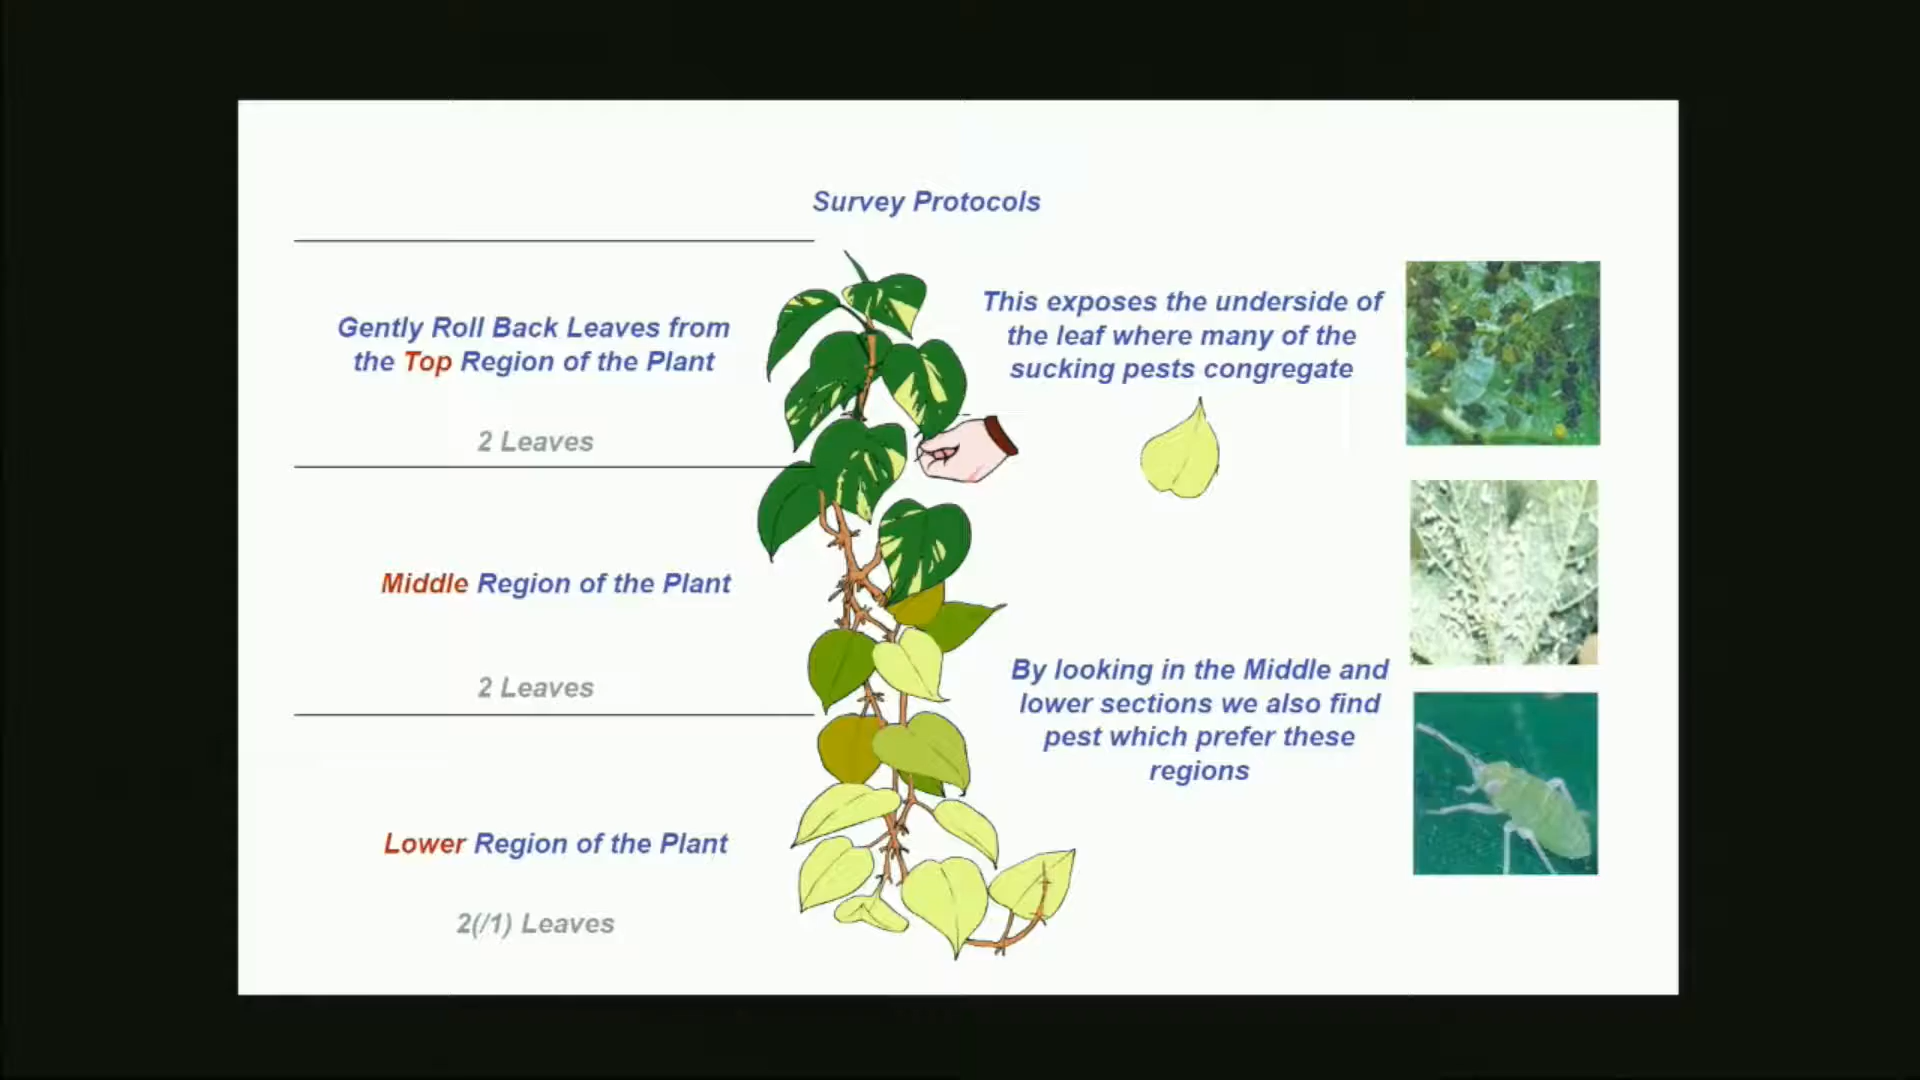 Survey Protocols
Gently Roll Back Leaves from
the Top Region of the Plant
2 Leaves
This exposes the underside of
the leaf where many of the
sucking pests congregate
Middle Region of the Plant
2 Leaves
By looking in the Middle and
lower sections we also find
pest which prefer these
regions
Lower Region of the Plant
2(/1) Leaves